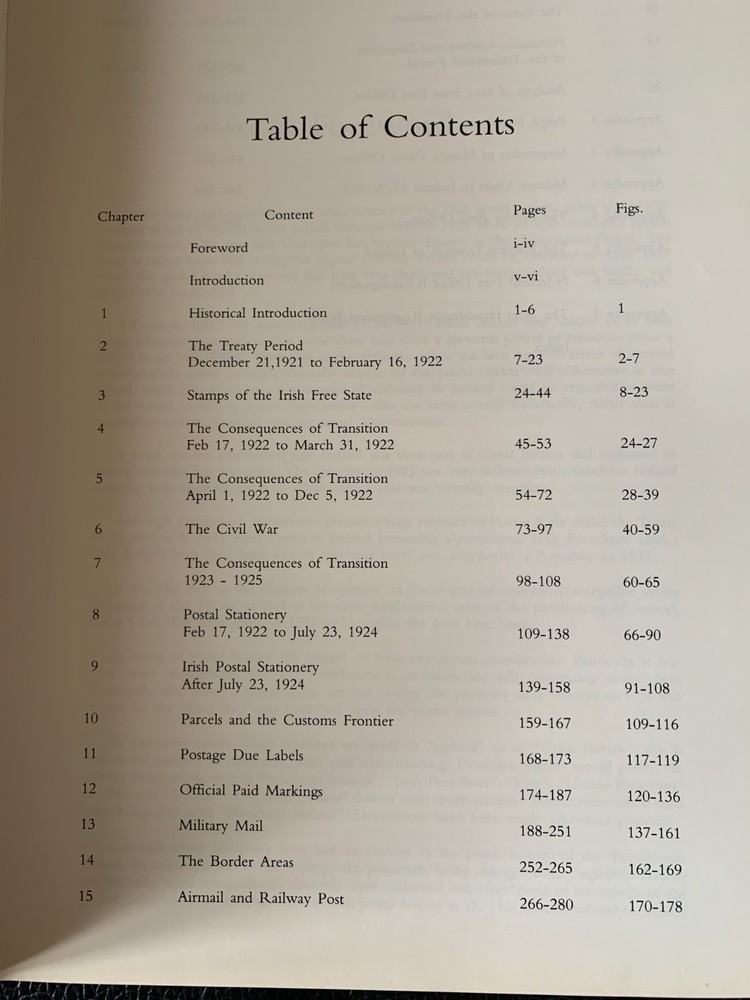 Table of Contents
Chapter Content Pages Figs.
Foreword i-iv
Introduction v-vi
1 Historical Introduction 1-6 1
2 The Treaty Period
December 21,1921 to February 16, 1922 7-23 2-7
3 Stamps of the Irish Free State 24-44 8-23
4 The Consequences of Transition
Feb 17, 1922 to March 31, 1922 45-53 24-27
5 The Consequences of Transition
April 1, 1922 to Dec 5, 1922 54-72 28-39
6 The Civil War 73-97 40-59
7 The Consequences of Transition
1923 - 1925 98-108 60-65
8 Postal Stationery
Feb 17, 1922 to July 23, 1924 109-138 66-90
9 Irish Postal Stationery
After July 23, 1924 139-158 91-108
10 Parcels and the Customs Frontier 159-167 109-116
11 Postage Due Labels 168-173 117-119
12 Official Paid Markings 174-187 120-136
13 Military Mail 188-251 137-161
14 The Border Areas 252-265 162-169
15 Airmail and Railway Post 266-280 170-178